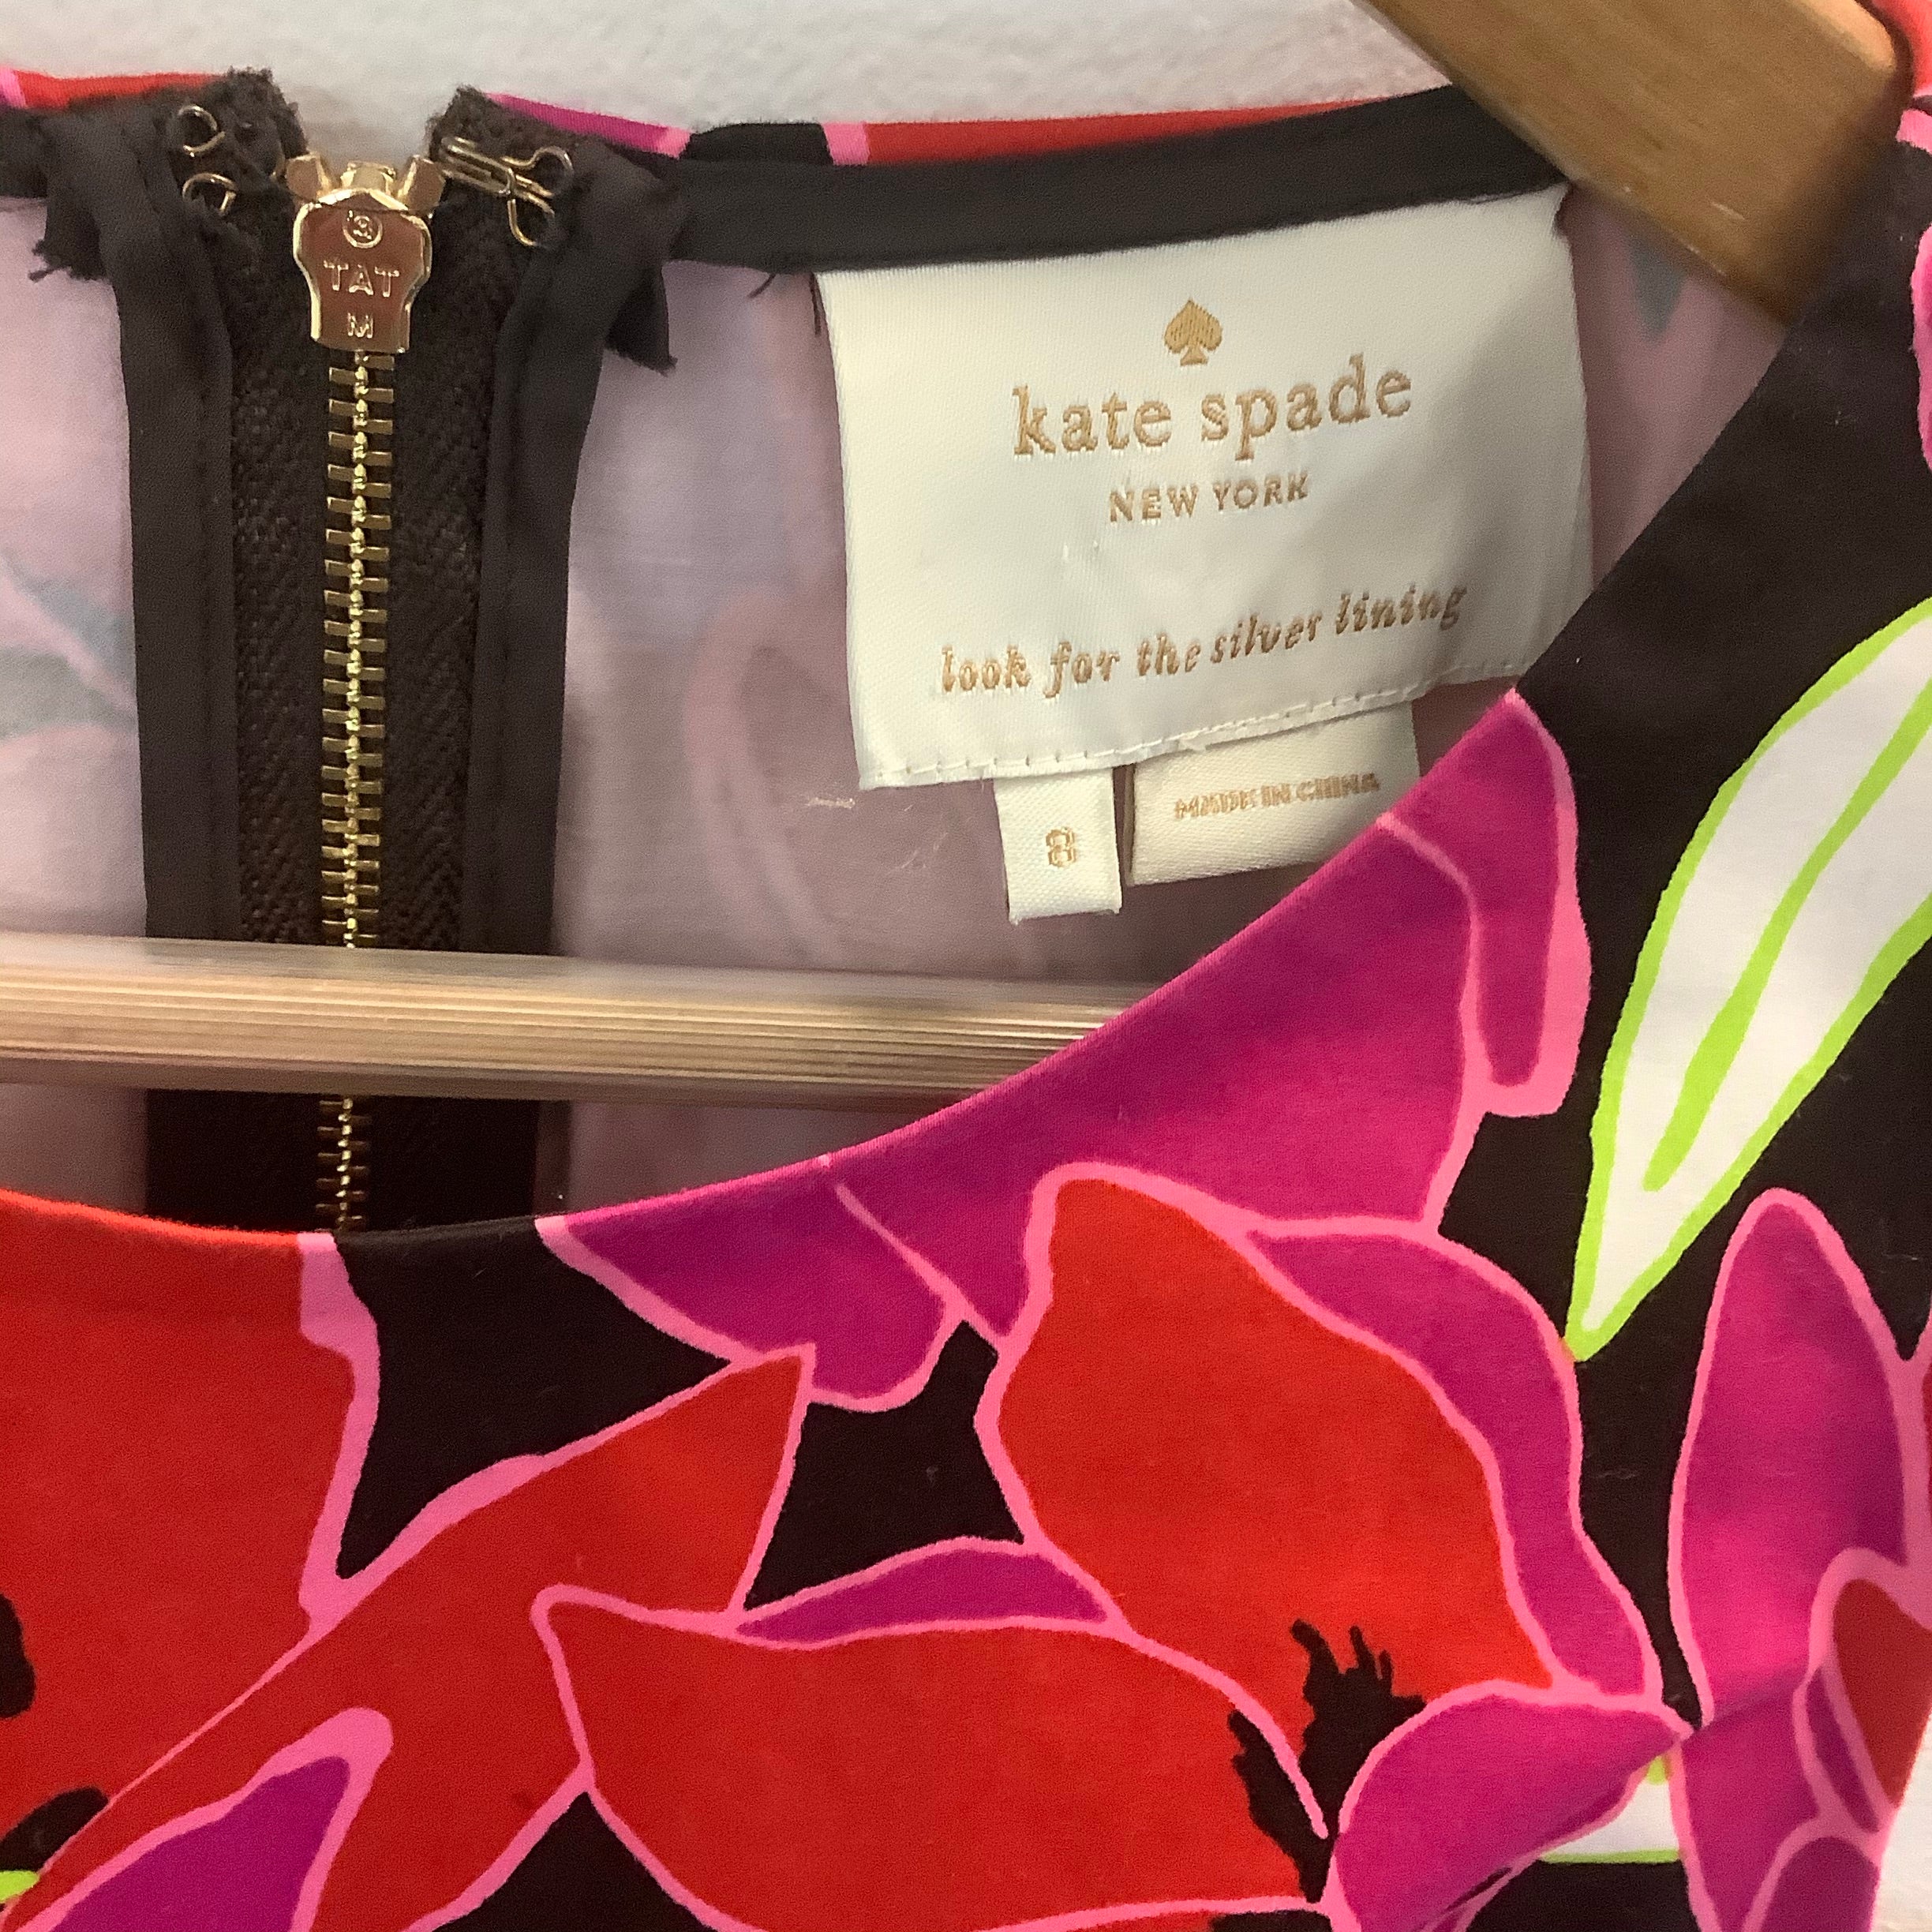 TAT
M
kate spade
NEW YORK
look for the silver lining
8
MADE IN CHINA